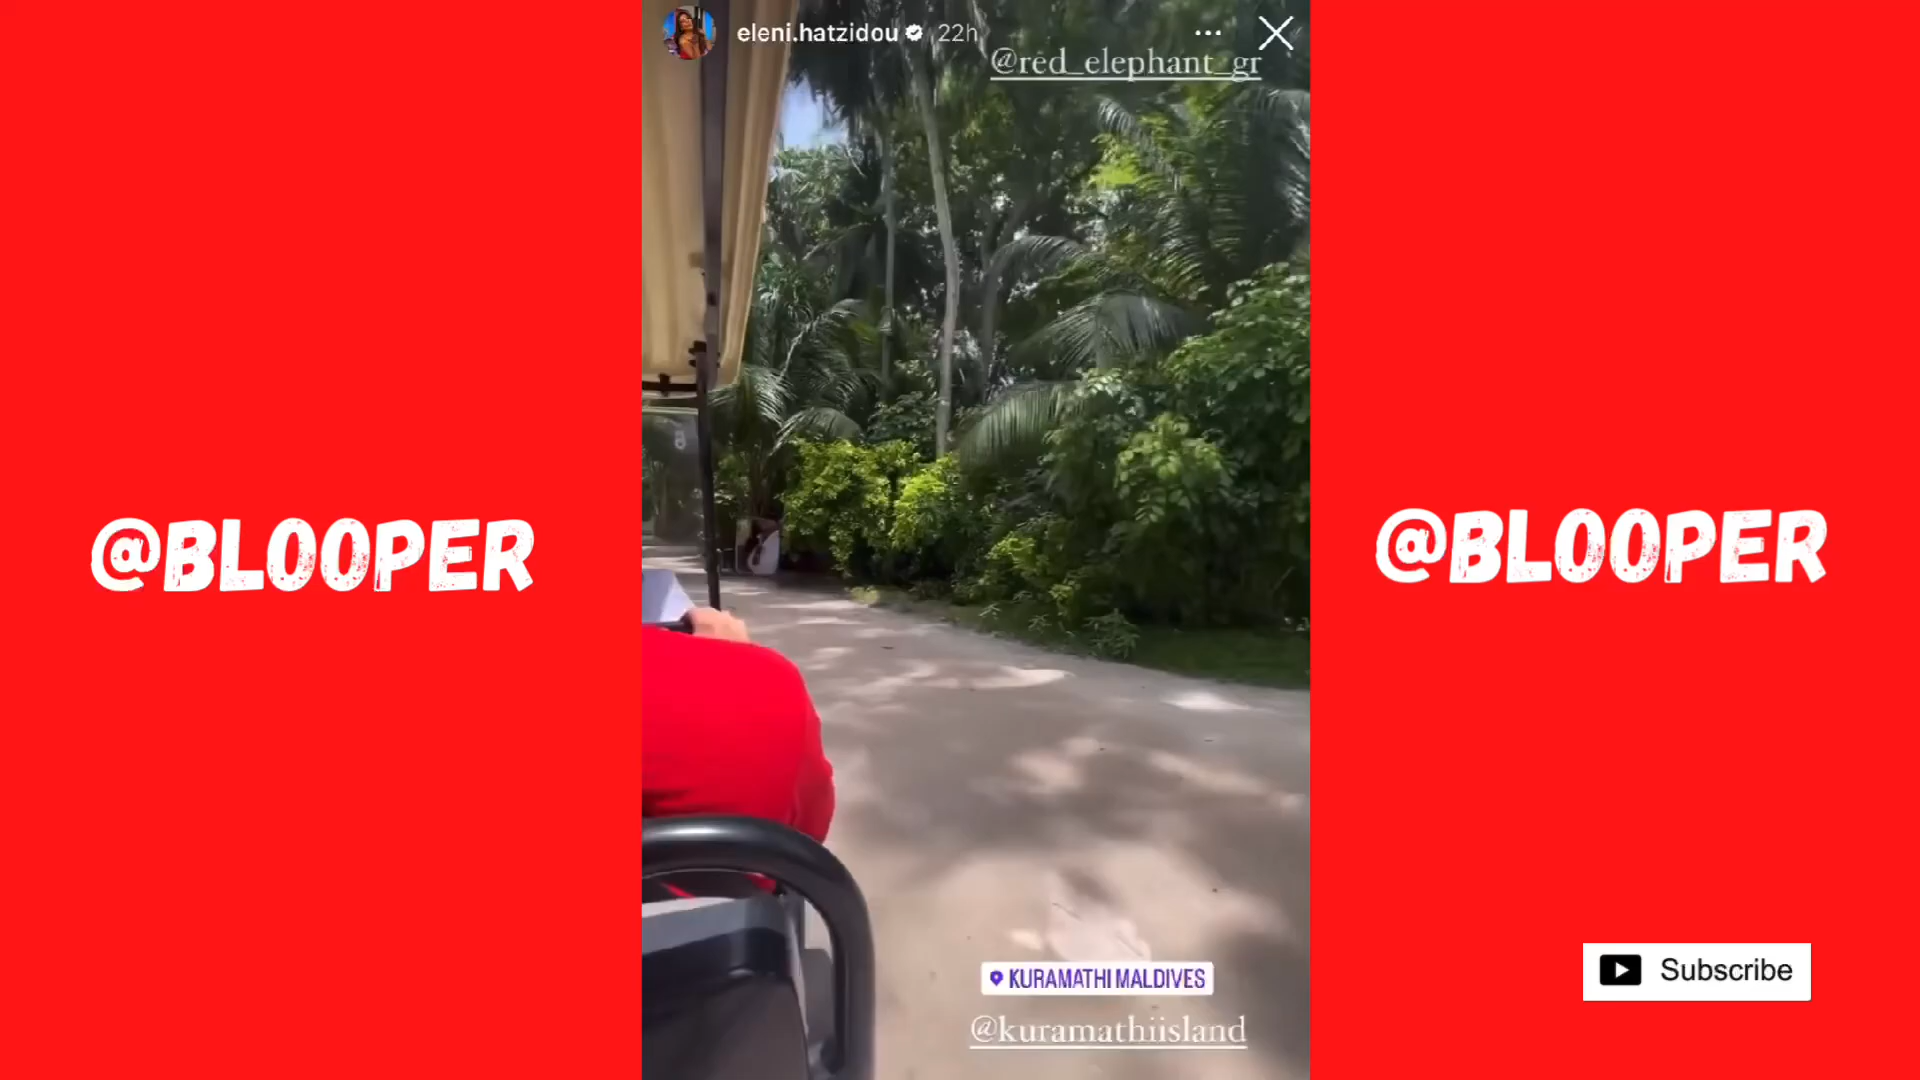 eleni.hatzidou 22h
@red_elephant_gr
@BLOOPER
@BLOOPER
Subscribe
KURAMATHI MALDIVES
@kuramathiisland